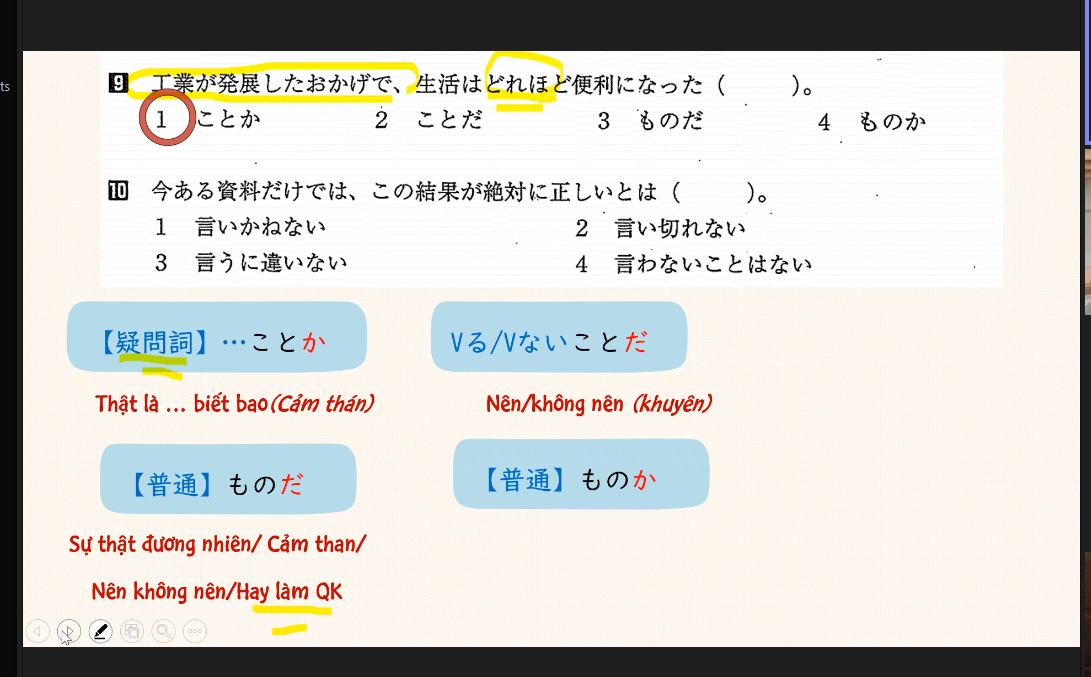 ts
9 工業が発展したおかげで、生活はどれほど便利になった（　　）。
1 ことか 2 ことだ 3 ものだ 4 ものか
10 今ある資料だけでは、この結果が絶対に正しいとは（　　）。
1 言いかねない 2 言い切れない
3 言うに違いない 4 言わないことはない
【疑問詞】…ことか Vる/Vないことだ
Thật là ... biết bao(Cảm thán) Nên/không nên (khuyên)
【普通】ものだ 【普通】ものか
Sự thật đương nhiên/ Cảm than/
Nên không nên/Hay làm QK